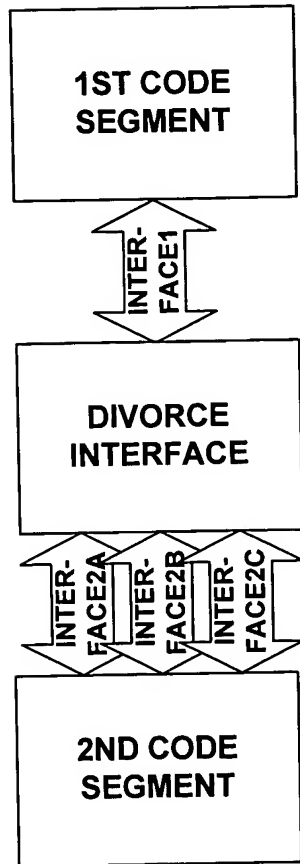 1ST CODE
SEGMENT
INTER-
FACE1
DIVORCE
INTERFACE
INTER-
FACE2A
INTER-
FACE2B
INTER-
FACE2C
2ND CODE
SEGMENT